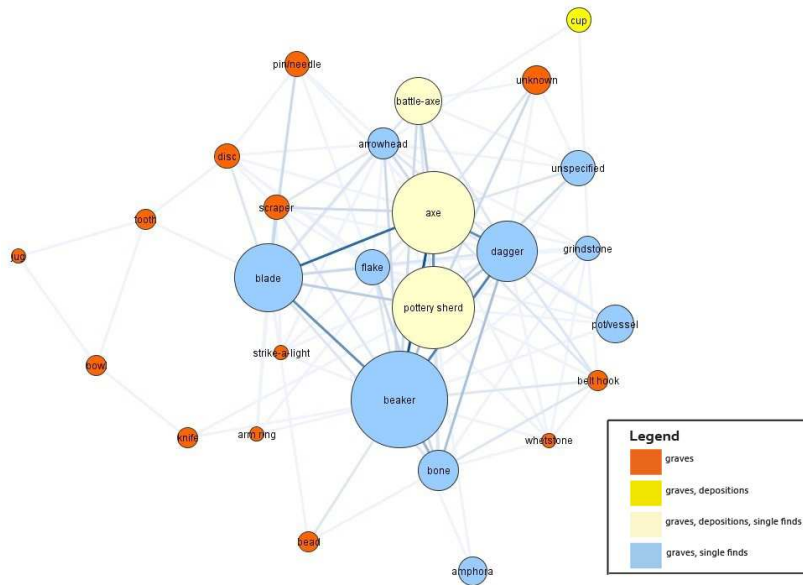 cup
pin/needle
unknown
battle-axe
arrowhead
disc
unspecified
scraper
axe
tooth
dagger
grindstone
jug
flake
blade
pottery sherd
pot/vessel
strike-a-light
bowl
belt hook
beaker
knife
arm ring
whetstone
bone
bead
amphora
Legend
graves
graves, depositions
graves, depositions, single finds
graves, single finds